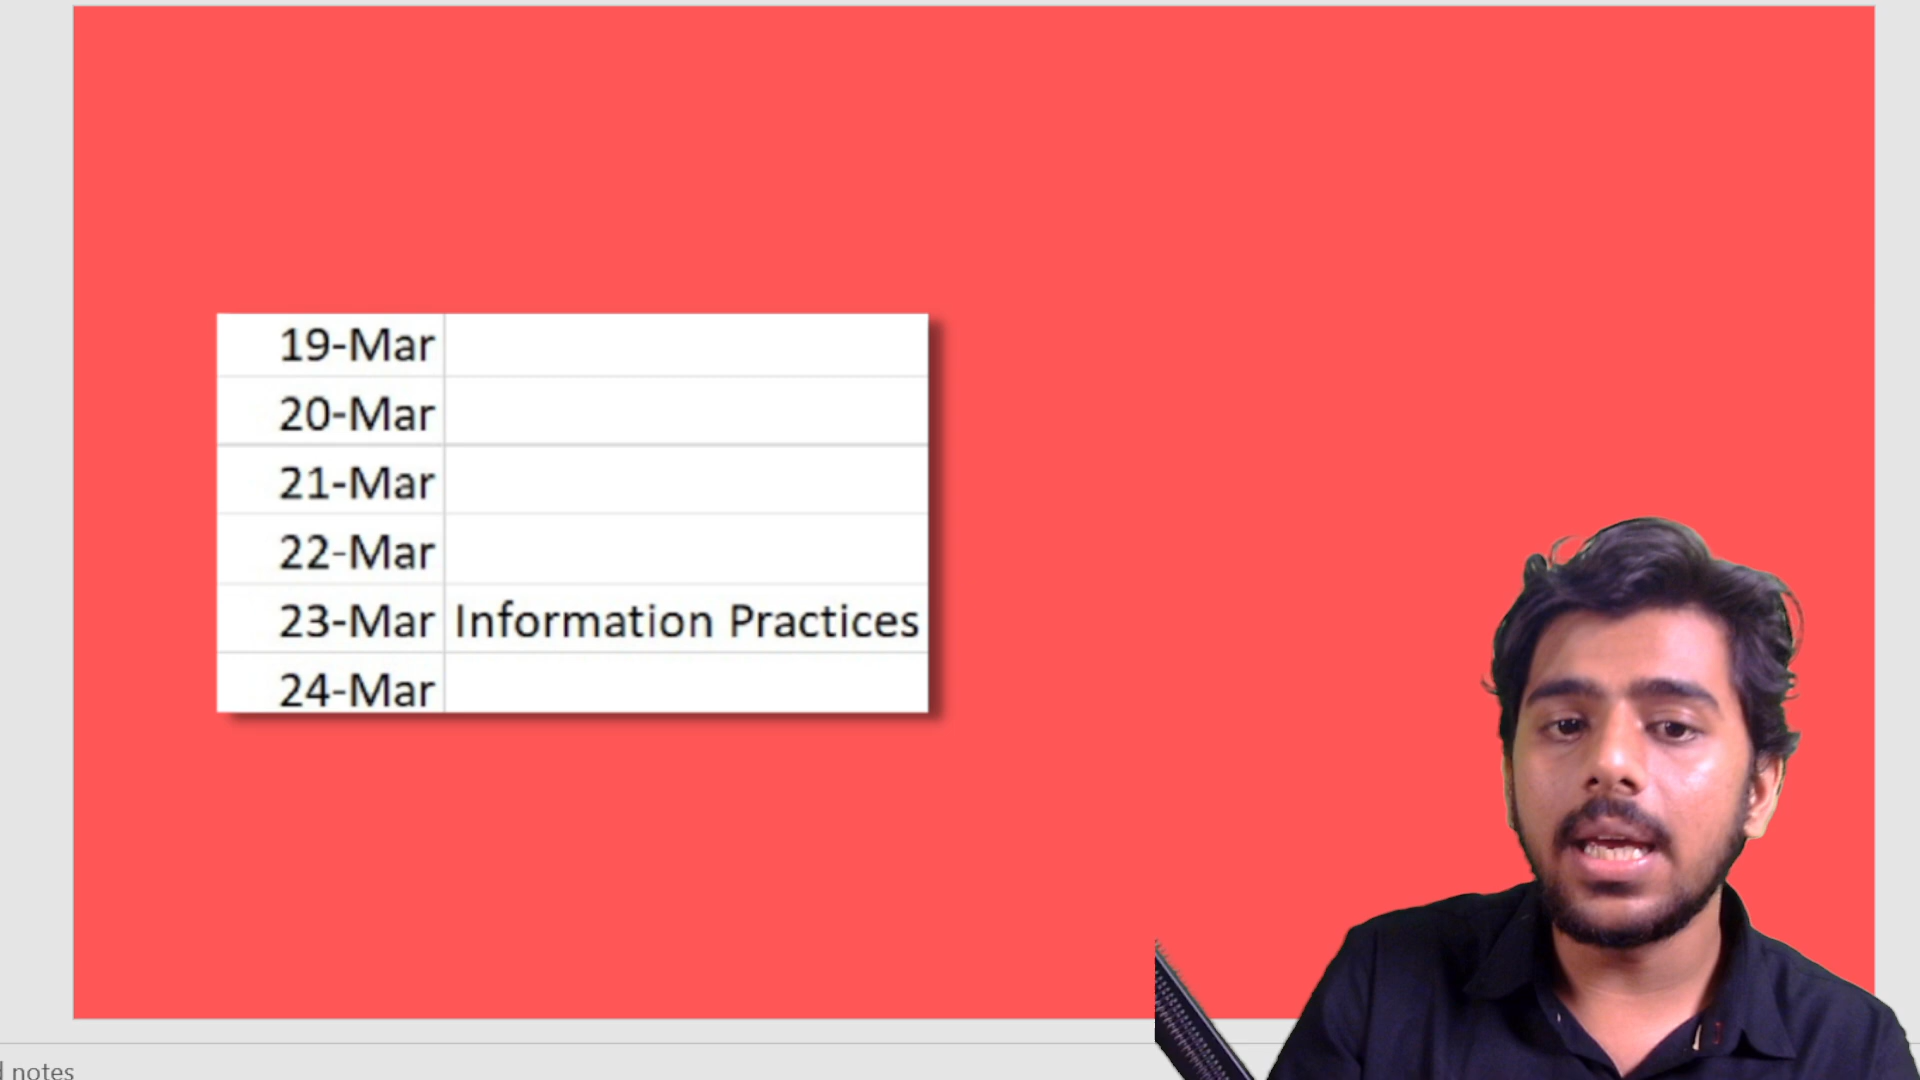 19-Mar
20-Mar
21-Mar
22-Mar
23-Mar Information Practices
24-Mar
notes